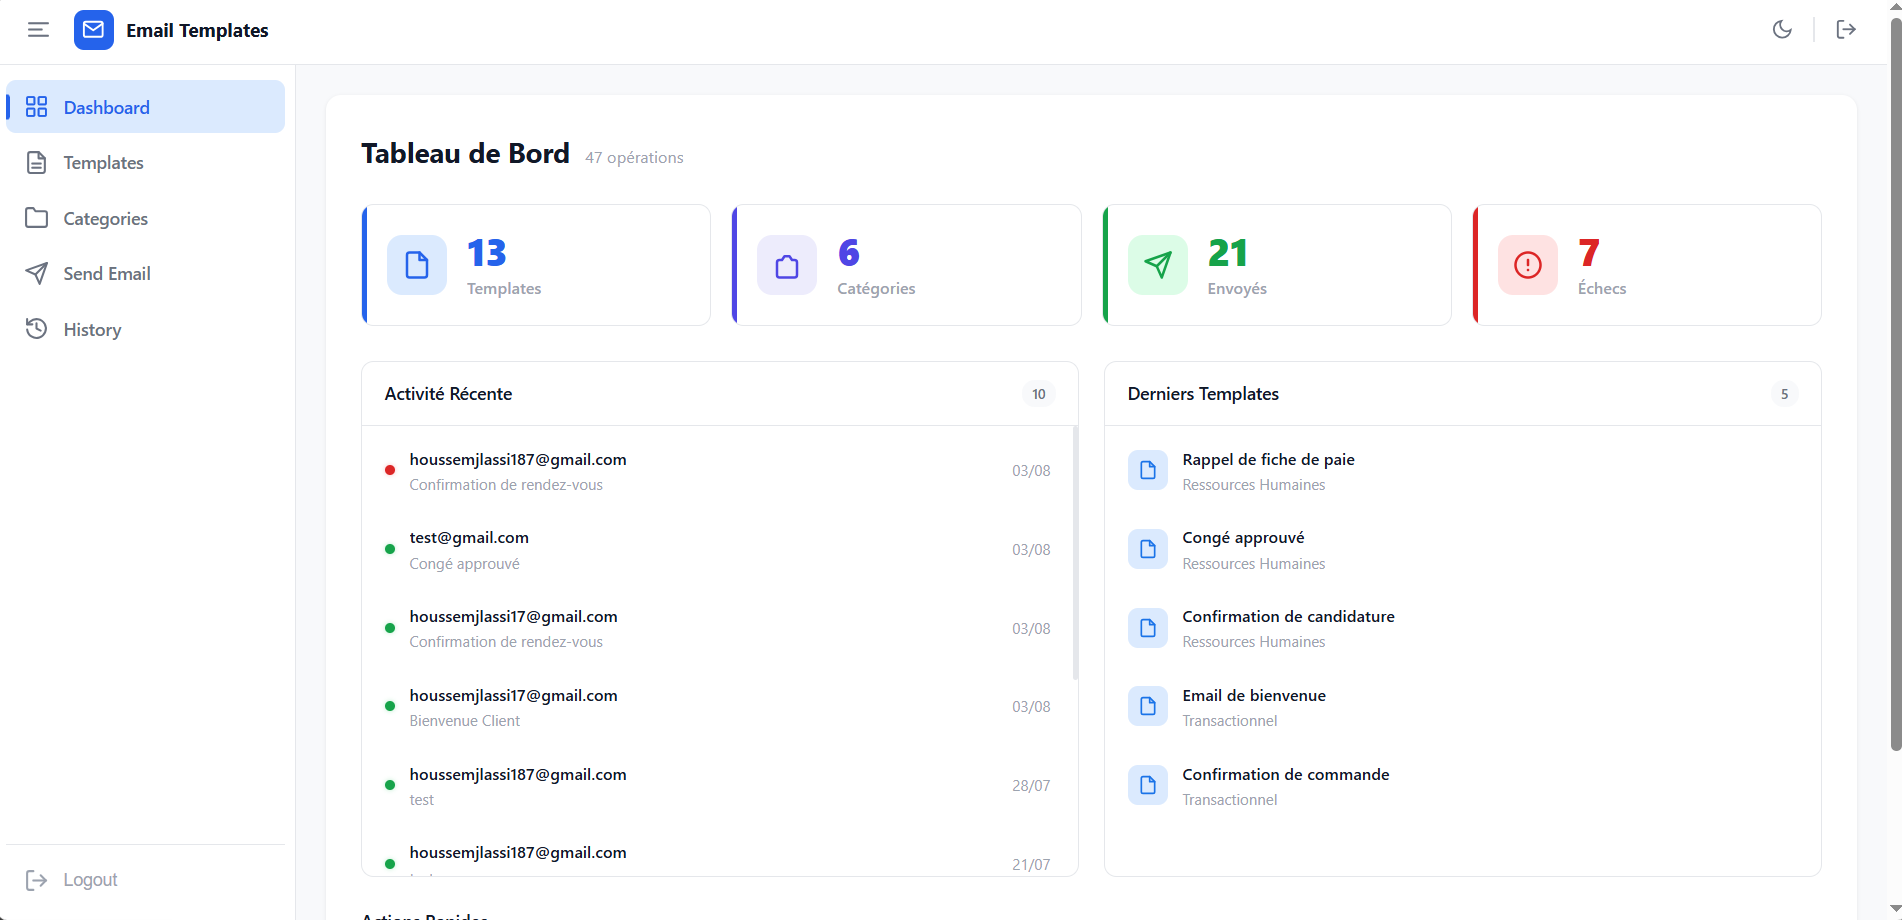 Email Templates
Dashboard
Templates
Categories
Send Email
History
Logout
Tableau de Bord 47 opérations
13
Templates
6
Catégories
21
Envoyés
7
Échecs
Activité Récente 10
houssemjlassi187@gmail.com
Confirmation de rendez-vous
03/08
test@gmail.com
Congé approuvé
03/08
houssemjlassi17@gmail.com
Confirmation de rendez-vous
03/08
houssemjlassi17@gmail.com
Bienvenue Client
03/08
houssemjlassi187@gmail.com
test
28/07
houssemjlassi187@gmail.com
21/07
Derniers Templates 5
Rappel de fiche de paie
Ressources Humaines
Congé approuvé
Ressources Humaines
Confirmation de candidature
Ressources Humaines
Email de bienvenue
Transactionnel
Confirmation de commande
Transactionnel
Actions Rapides